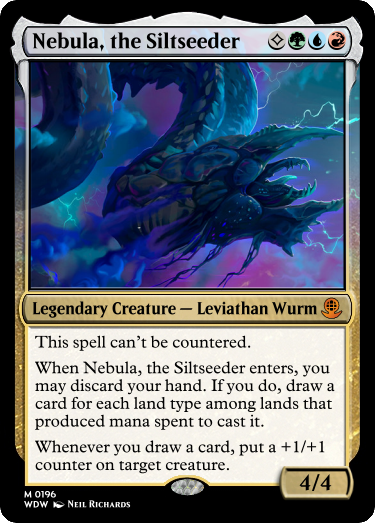 Nebula, the Siltseeder
Legendary Creature — Leviathan Wurm
This spell can't be countered.
When Nebula, the Siltseeder enters, you
may discard your hand. If you do, draw a
card for each land type among lands that
produced mana spent to cast it.
Whenever you draw a card, put a +1/+1
counter on target creature.
4/4
M 0196
WDW Neil Richards